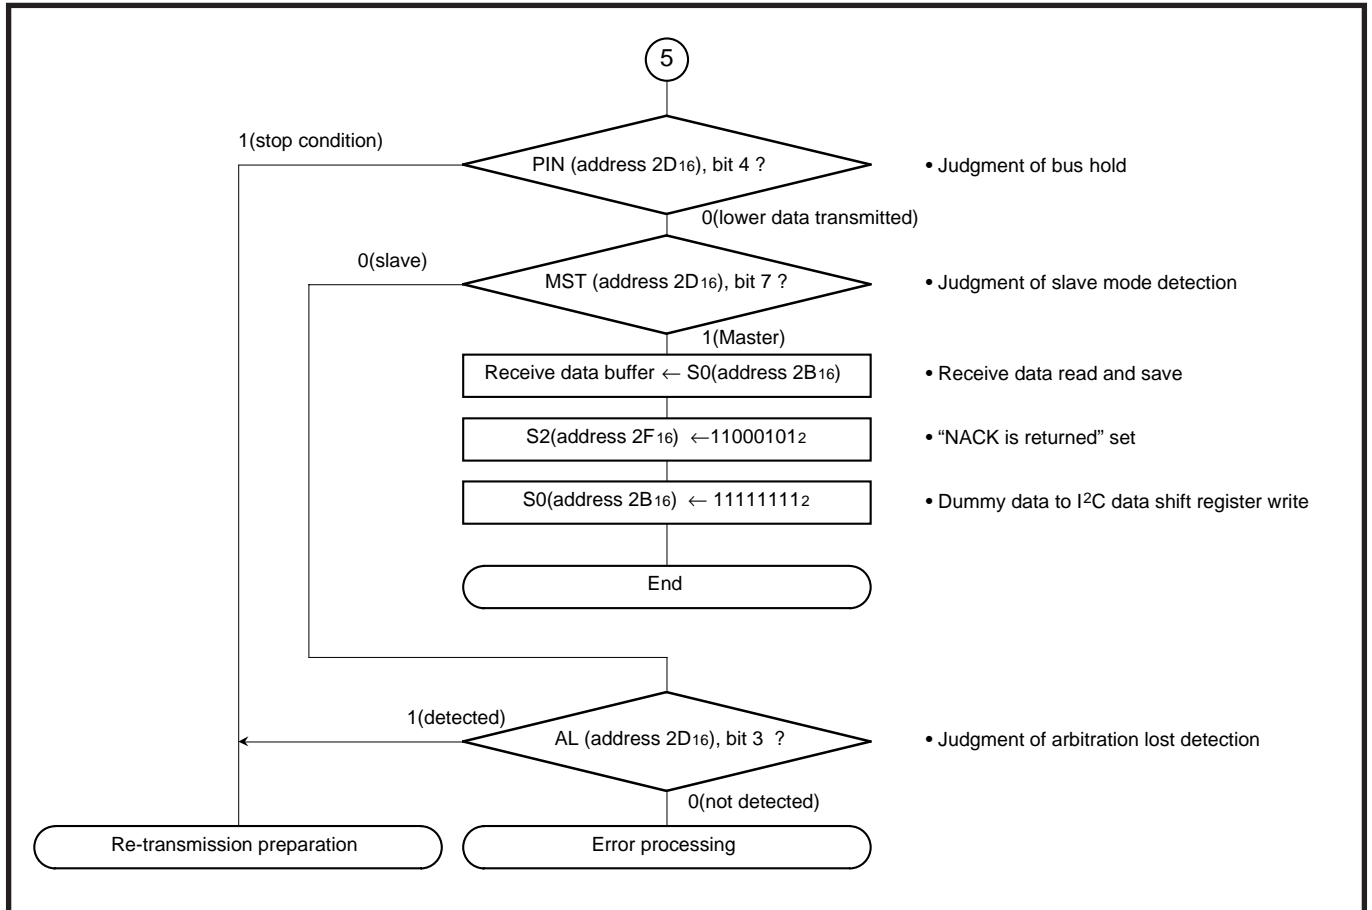 5
1(stop condition)
PIN (address 2D16), bit 4 ?
• Judgment of bus hold
0(lower data transmitted)
0(slave)
MST (address 2D16), bit 7 ?
• Judgment of slave mode detection
1(Master)
Receive data buffer ← S0(address 2B16)
• Receive data read and save
S2(address 2F16) ←110001012
• “NACK is returned” set
S0(address 2B16) ← 111111112
• Dummy data to I2C data shift register write
End
1(detected)
AL (address 2D16), bit 3 ?
• Judgment of arbitration lost detection
0(not detected)
Re-transmission preparation
Error processing